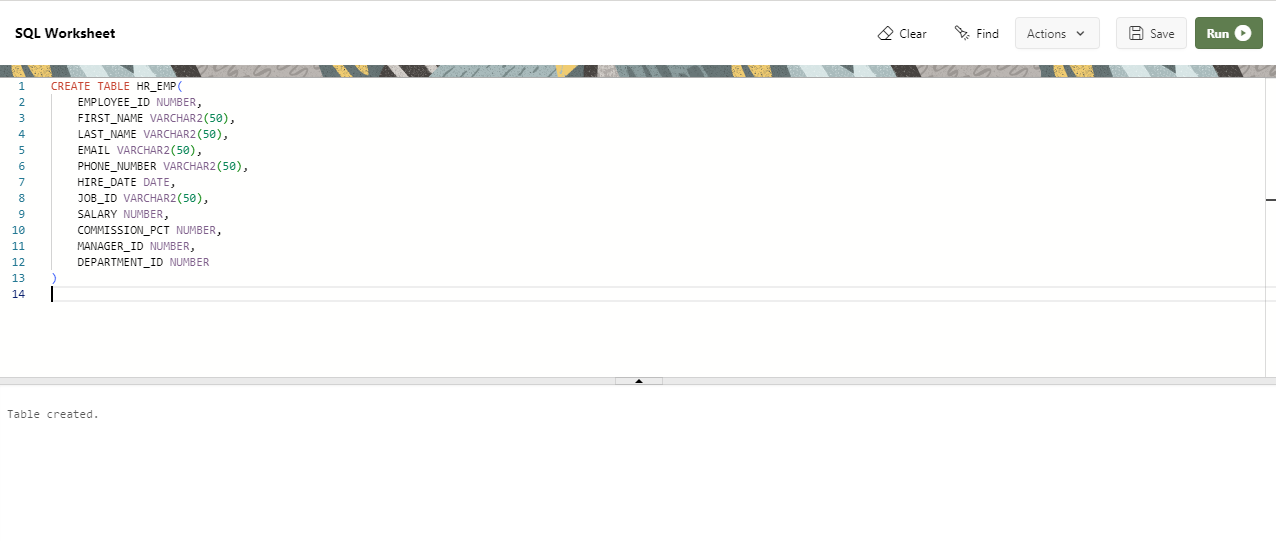 SQL Worksheet
Clear
Find
Actions
Save
Run
1 CREATE TABLE HR_EMP(
2 EMPLOYEE_ID NUMBER,
3 FIRST_NAME VARCHAR2(50),
4 LAST_NAME VARCHAR2(50),
5 EMAIL VARCHAR2(50),
6 PHONE_NUMBER VARCHAR2(50),
7 HIRE_DATE DATE,
8 JOB_ID VARCHAR2(50),
9 SALARY NUMBER,
10 COMMISSION_PCT NUMBER,
11 MANAGER_ID NUMBER,
12 DEPARTMENT_ID NUMBER
13 )
14
Table created.